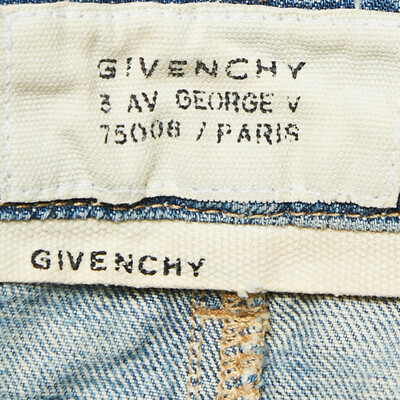 GIVENCHY
3 AV GEORGE V
75008 / PARIS
GIVENCHY